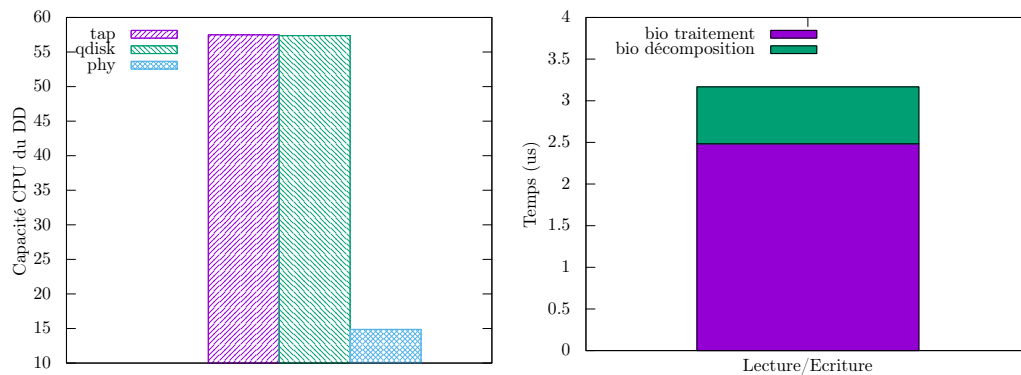 Capacité CPU du DD
60
55
50
45
40
35
30
25
20
15
10
tap
qdisk
phy
Temps (us)
4
3.5
3
2.5
2
1.5
1
0.5
0
bio traitement
bio décomposition
Lecture/Ecriture